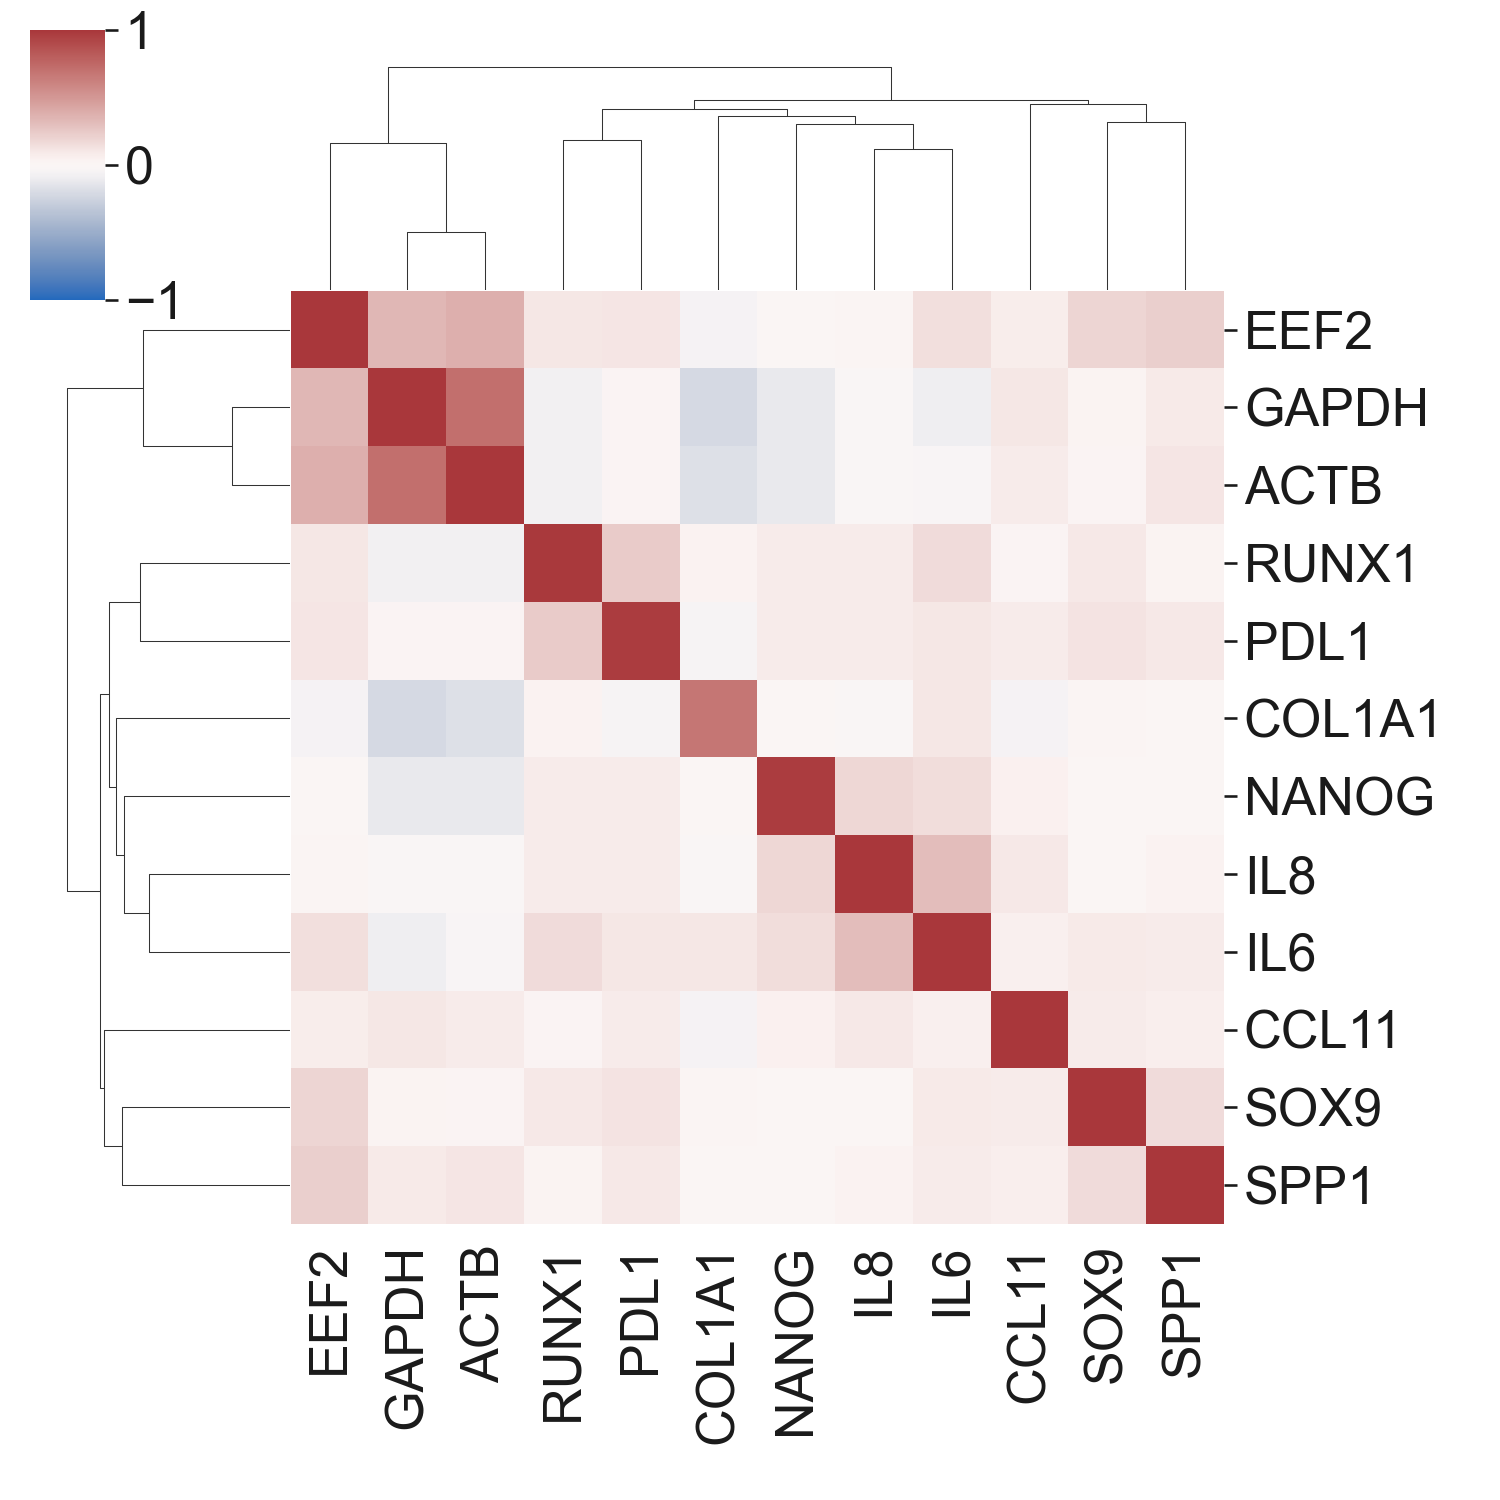 1
0
−1
EEF2
GAPDH
ACTB
RUNX1
PDL1
COL1A1
NANOG
IL8
IL6
CCL11
SOX9
SPP1
EEF2
GAPDH
ACTB
RUNX1
PDL1
COL1A1
NANOG
IL8
IL6
CCL11
SOX9
SPP1